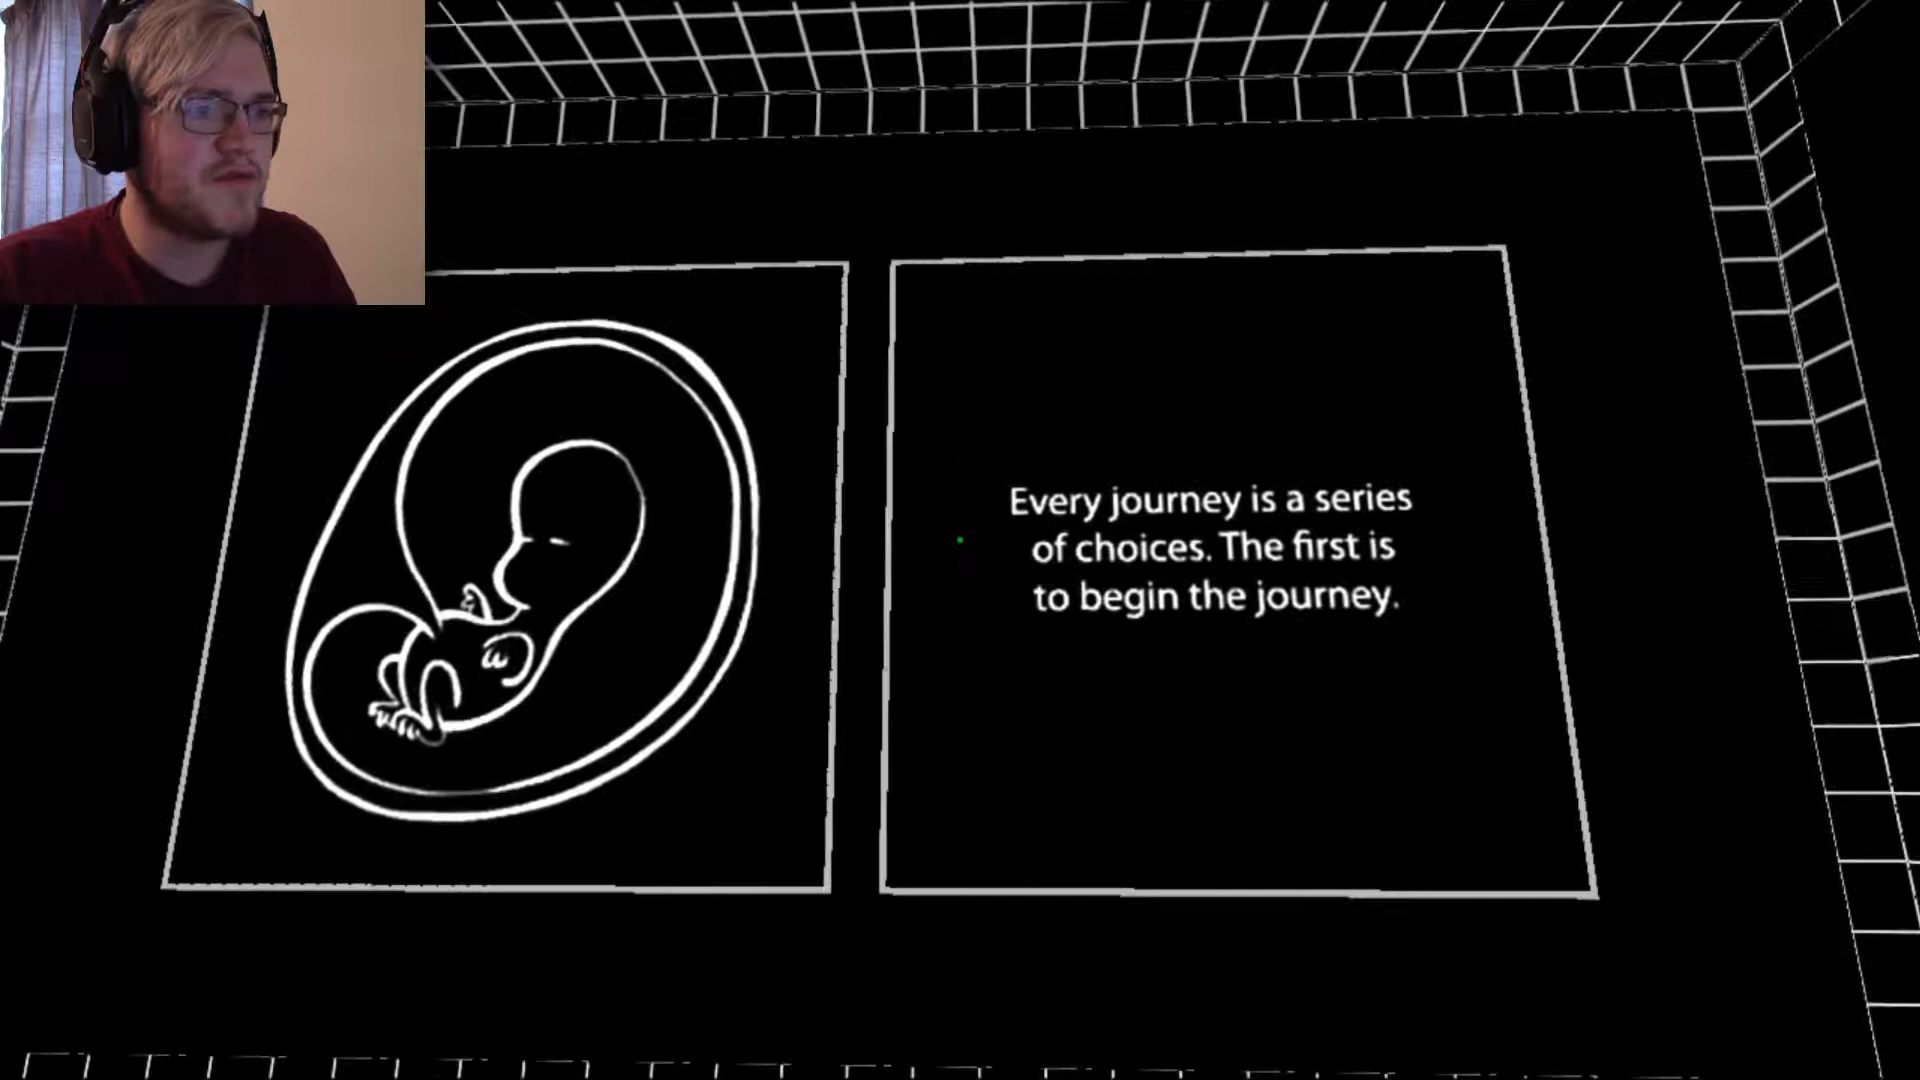 Every journey is a series
of choices. The first is
to begin the journey.